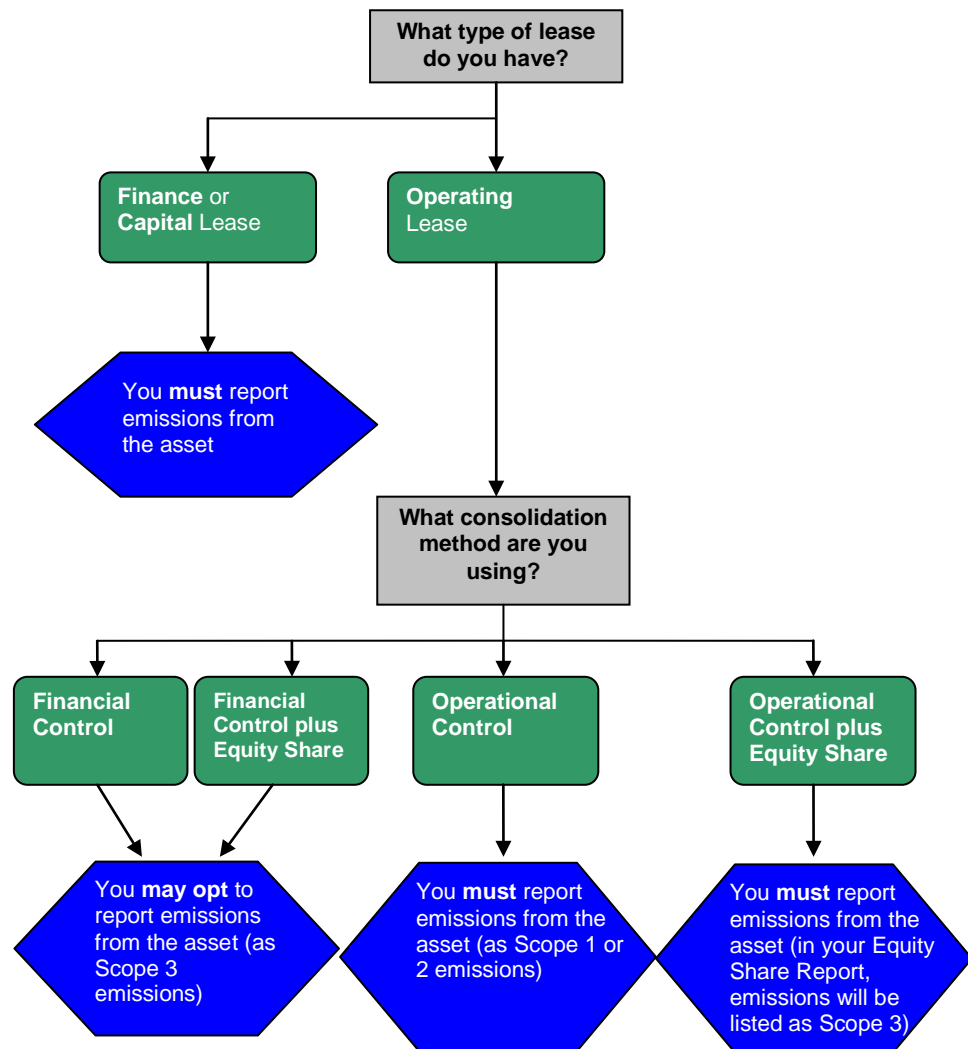 What type of lease
do you have?
Finance or
Capital Lease
Operating
Lease
You must report
emissions from
the asset
What consolidation
method are you
using?
Financial
Control
Financial
Control plus
Equity Share
Operational
Control
Operational
Control plus
Equity Share
You may opt to
report emissions
from the asset (as
Scope 3
emissions)
You must report
emissions from the
asset (as Scope 1 or
2 emissions)
You must report
emissions from the
asset (in your Equity
Share Report,
emissions will be
listed as Scope 3)